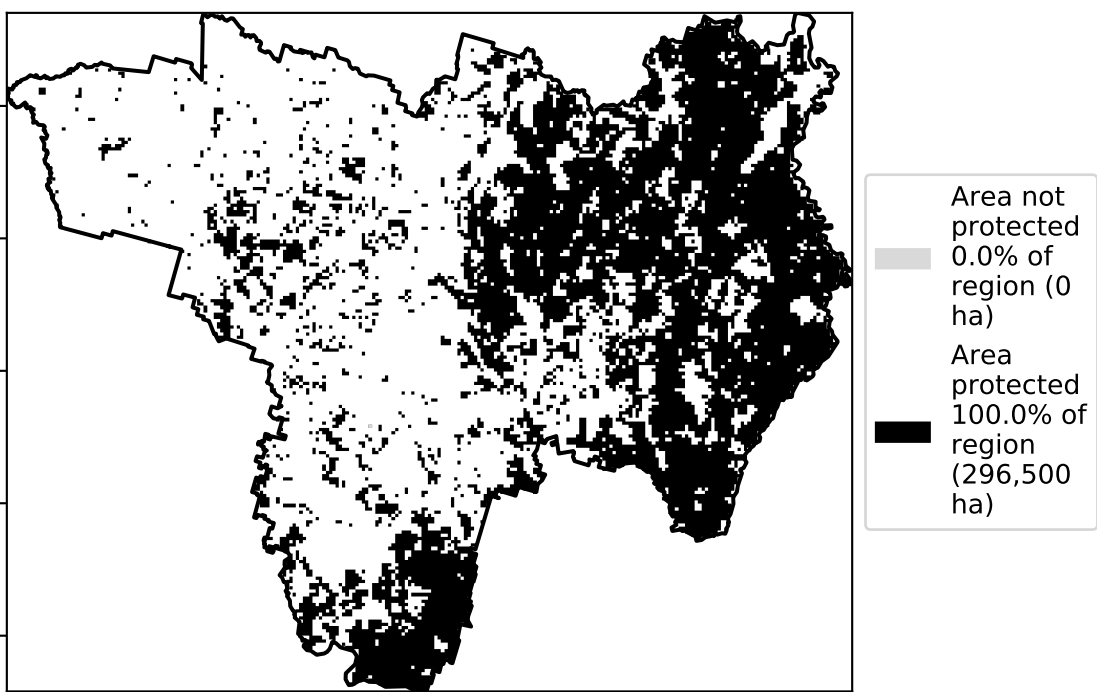 Area not
protected
0.0% of
region (0
ha)
Area
protected
100.0% of
region
(296,500
ha)